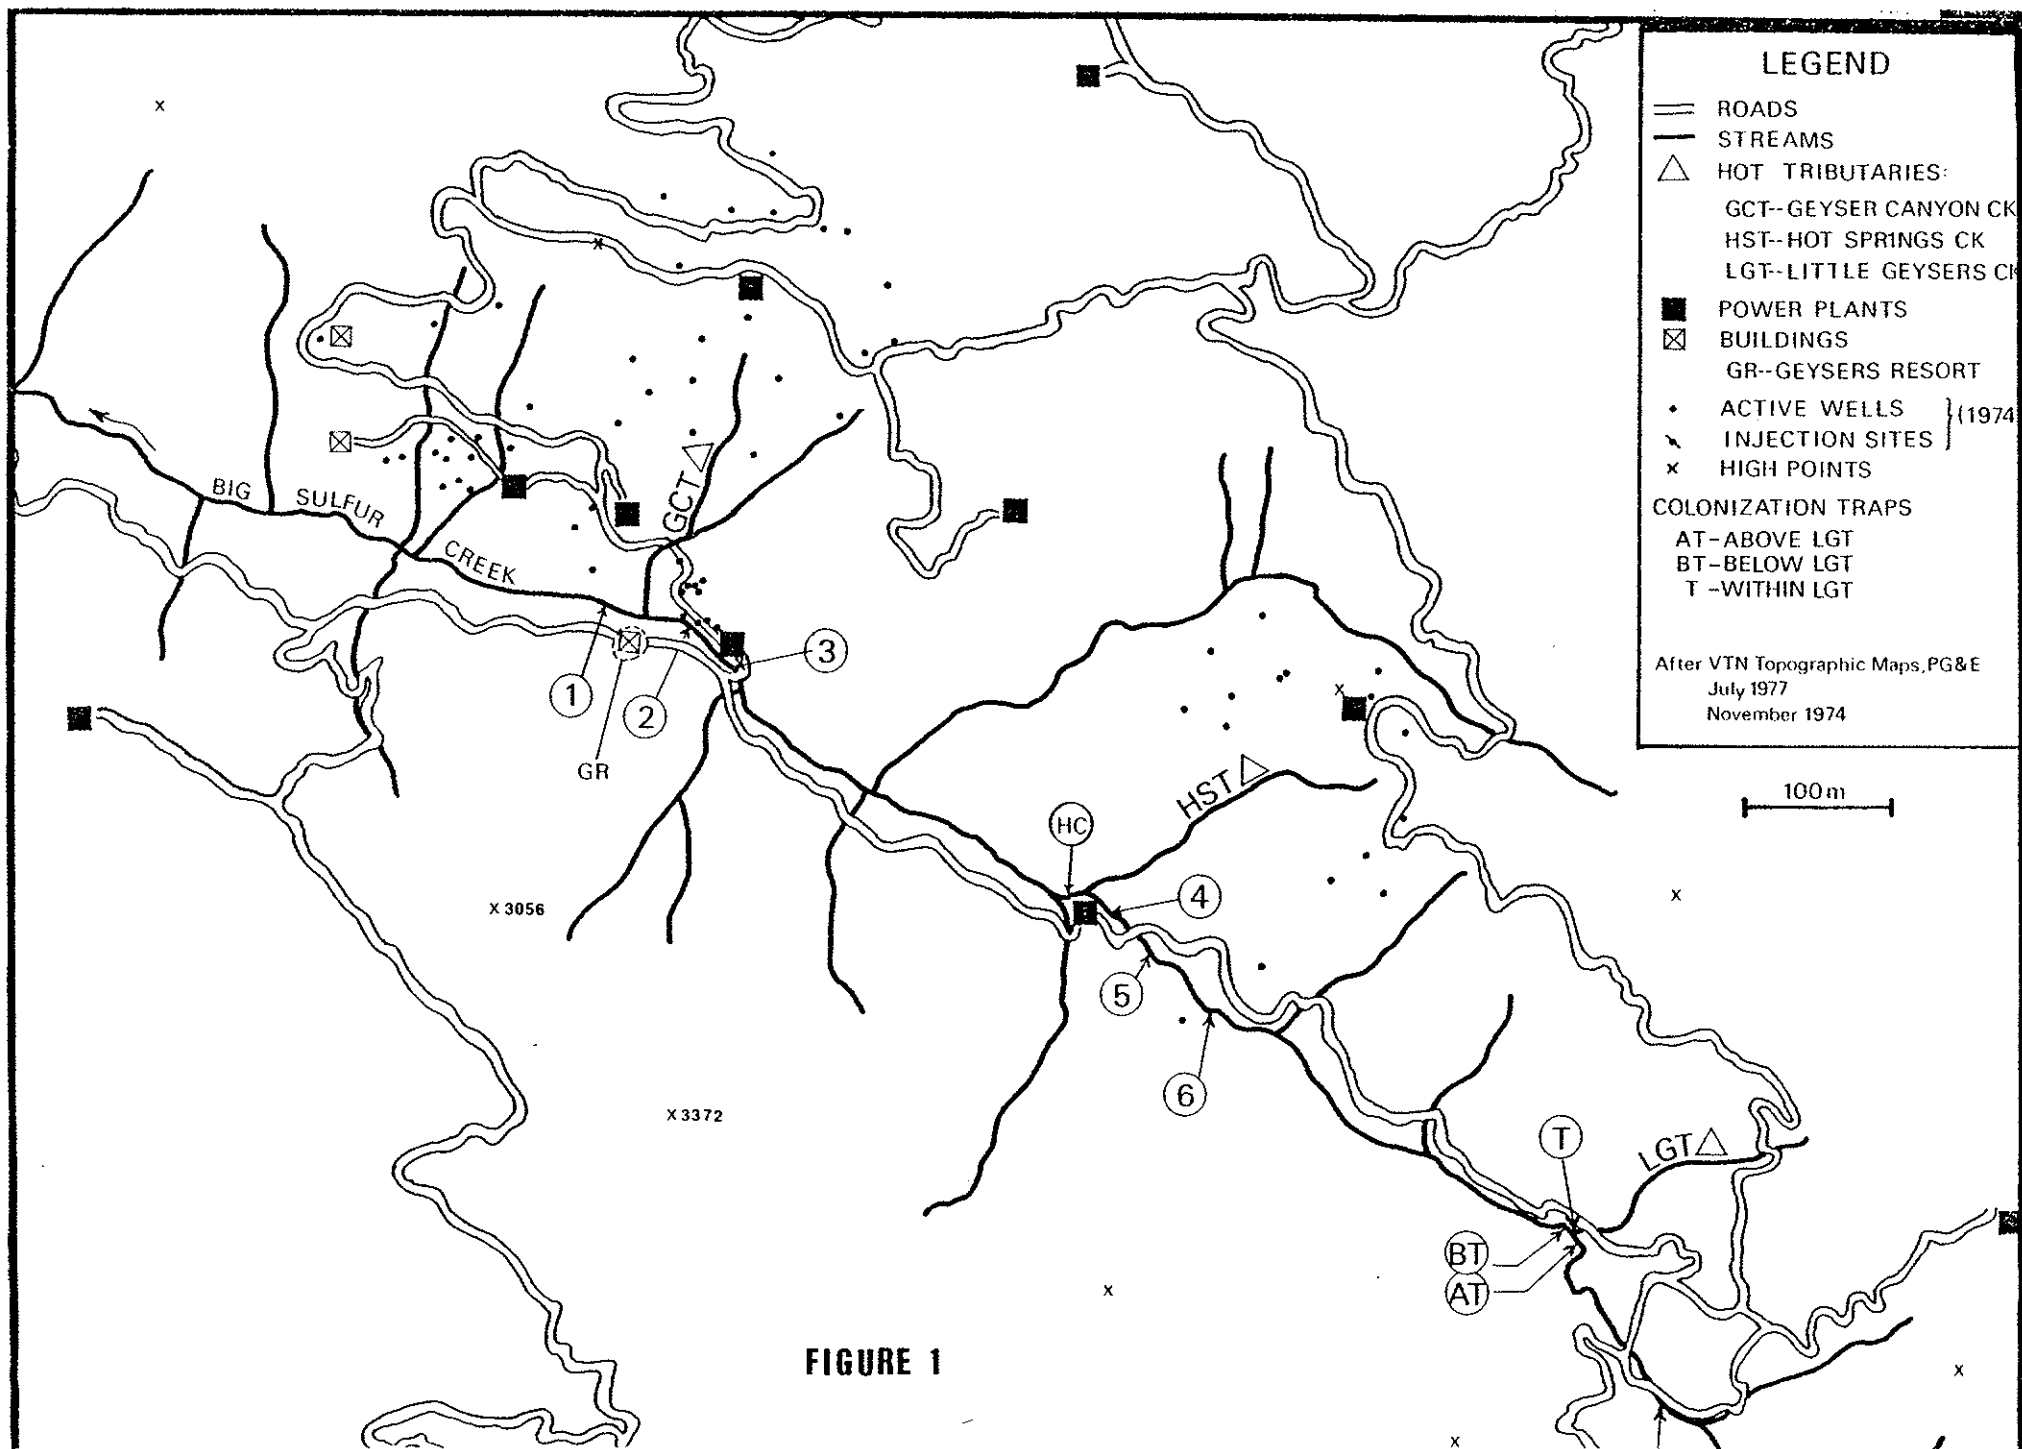 LEGEND
ROADS
STREAMS
HOT TRIBUTARIES:
GCT--GEYSER CANYON CK
HST--HOT SPRINGS CK
LGT--LITTLE GEYSERS CK
POWER PLANTS
BUILDINGS
GR--GEYSERS RESORT
ACTIVE WELLS
INJECTION SITES
}(1974
x HIGH POINTS
COLONIZATION TRAPS
AT-ABOVE LGT
BT-BELOW LGT
T -WITHIN LGT
After VTN Topographic Maps, PG&E
July 1977
November 1974
100m
GCT
BIG SULFUR CREEK
3
1
2
GR
HST
HC
4
X 3056
5
6
X 3372
T
LGT
BT
AT
FIGURE 1